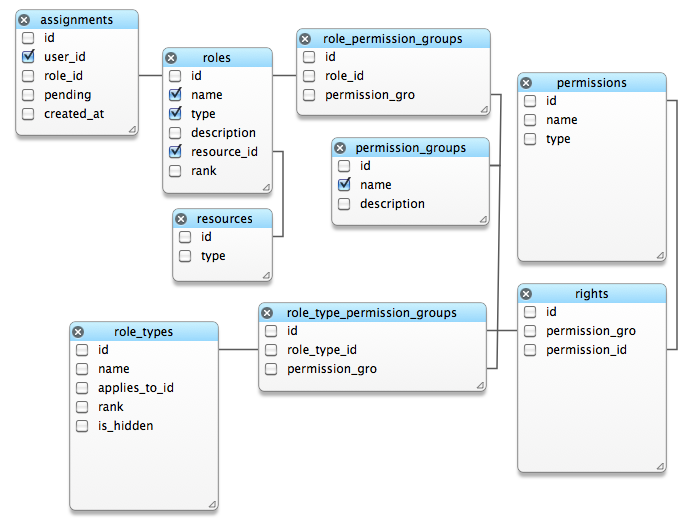 assignments
id
user_id
role_id
pending
created_at
roles
id
name
type
description
resource_id
rank
resources
id
type
role_permission_groups
id
role_id
permission_gro
permission_groups
id
name
description
permissions
id
name
type
role_types
id
name
applies_to_id
rank
is_hidden
role_type_permission_groups
id
role_type_id
permission_gro
rights
id
permission_gro
permission_id